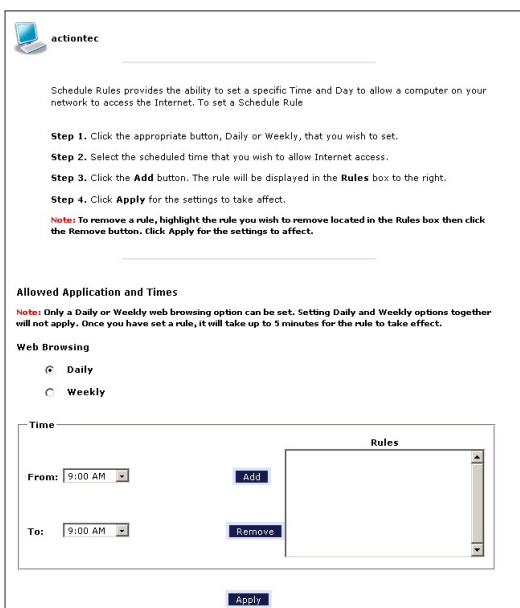 actiontec
Schedule Rules provides the ability to set a specific Time and Day to allow a computer on your
network to access the Internet. To set a Schedule Rule
Step 1. Click the appropriate button, Daily or Weekly, that you wish to set.
Step 2. Select the scheduled time that you wish to allow Internet access.
Step 3. Click the Add button. The rule will be displayed in the Rules box to the right.
Step 4. Click Apply for the settings to take affect.
Note: To remove a rule, highlight the rule you wish to remove located in the Rules box then click
the Remove button. Click Apply for the settings to affect.
Allowed Application and Times
Note: Only a Daily or Weekly web browsing option can be set. Setting Daily and Weekly options together
will not apply. Once you have set a rule, it will take up to 5 minutes for the rule to take effect.
Web Browsing
Daily
Weekly
Time
Rules
From: 9:00 AM Add
To: 9:00 AM Remove
Apply